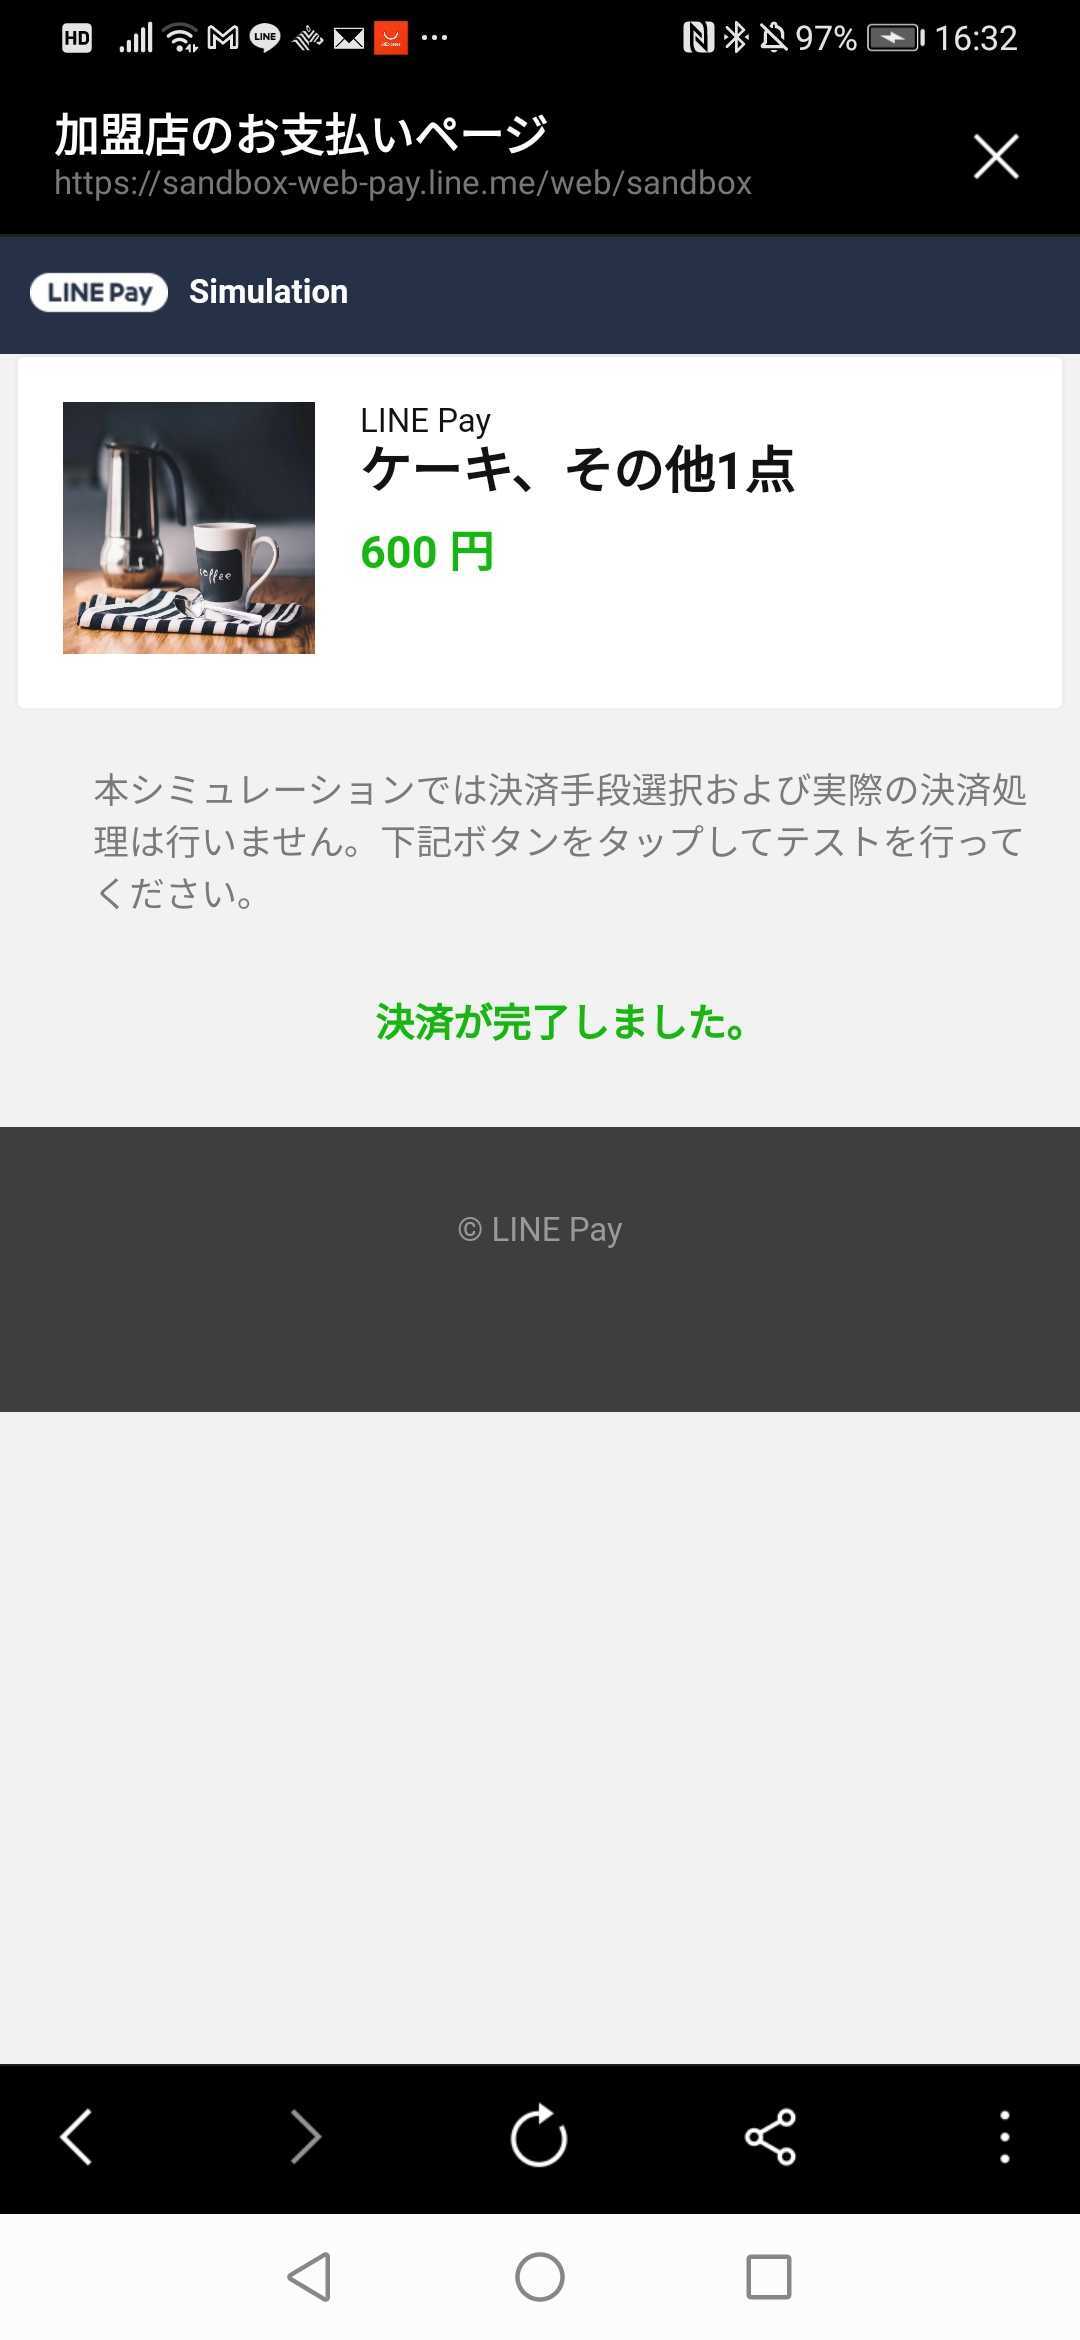 HD LINE 97% 16:32
加盟店のお支払いページ
https://sandbox-web-pay.line.me/web/sandbox
LINE Pay Simulation
LINE Pay
ケーキ、その他1点
600 円
coffee
本シミュレーションでは決済手段選択および実際の決済処
理は行いません。下記ボタンをタップしてテストを行って
ください。
決済が完了しました。
© LINE Pay